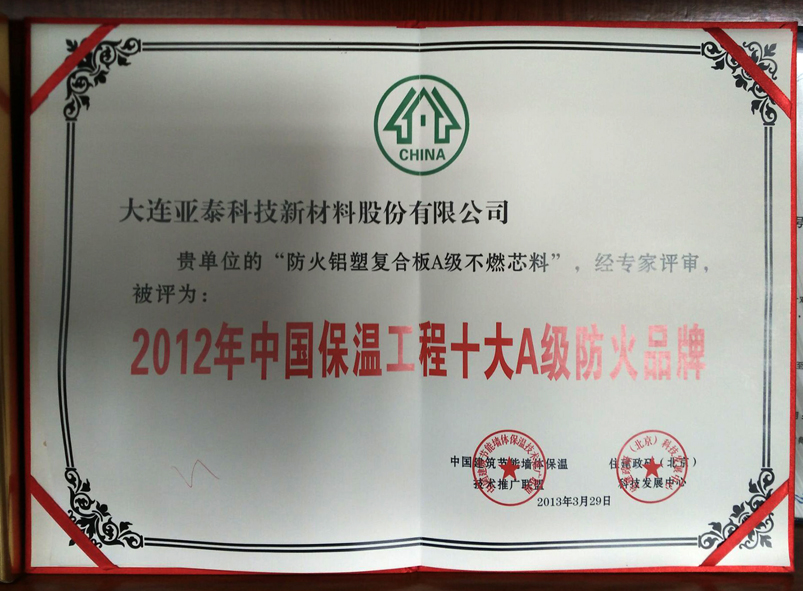 CHINA
大连亚泰科技新材料股份有限公司
贵单位的“防火铝塑复合板A级不燃芯料”，经专家评审，
被评为：
2012年中国保温工程十大A级防火品牌
中国建筑节能墙体保温
技术推广联盟
住建政研（北京）
科技发展中心
2013年3月29日